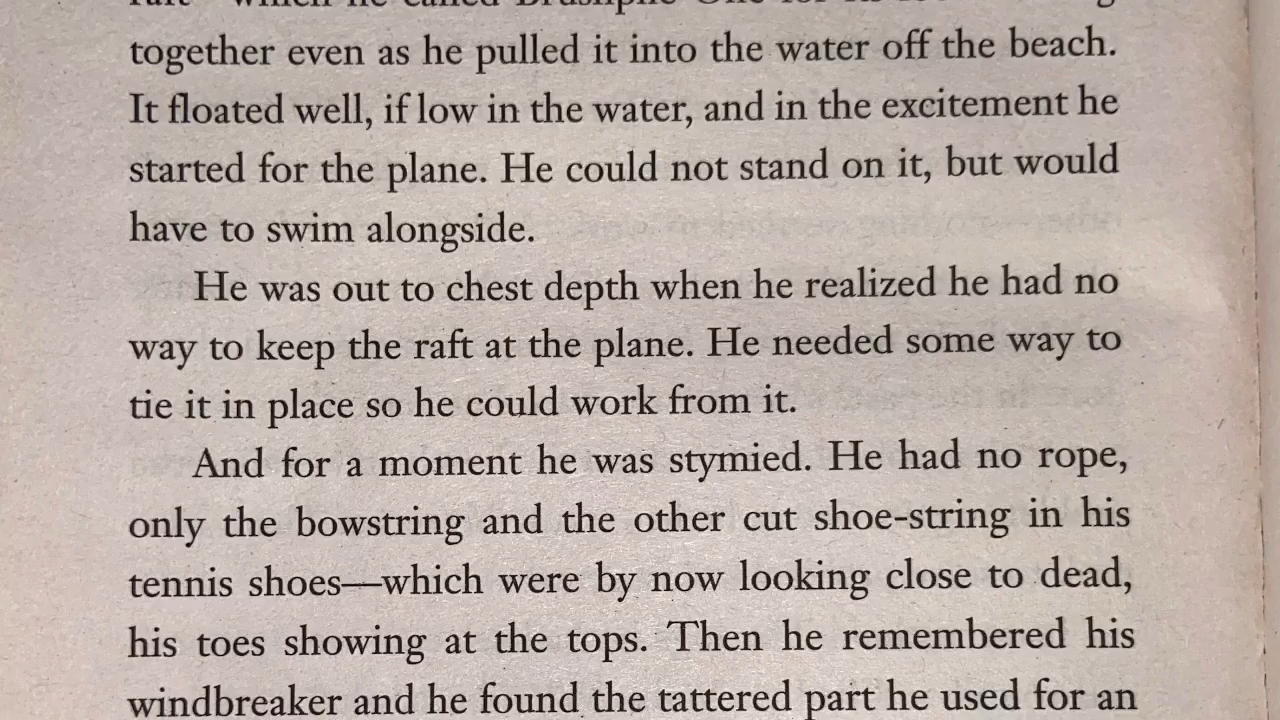 which he called Brushpile One for
together even as he pulled it into the water off the beach.
It floated well, if low in the water, and in the excitement he
started for the plane. He could not stand on it, but would
have to swim alongside.
He was out to chest depth when he realized he had no
way to keep the raft at the plane. He needed some way to
tie it in place so he could work from it.
And for a moment he was stymied. He had no rope,
only the bowstring and the other cut shoe-string in his
tennis shoes—which were by now looking close to dead,
his toes showing at the tops. Then he remembered his
windbreaker and he found the tattered part he used for an